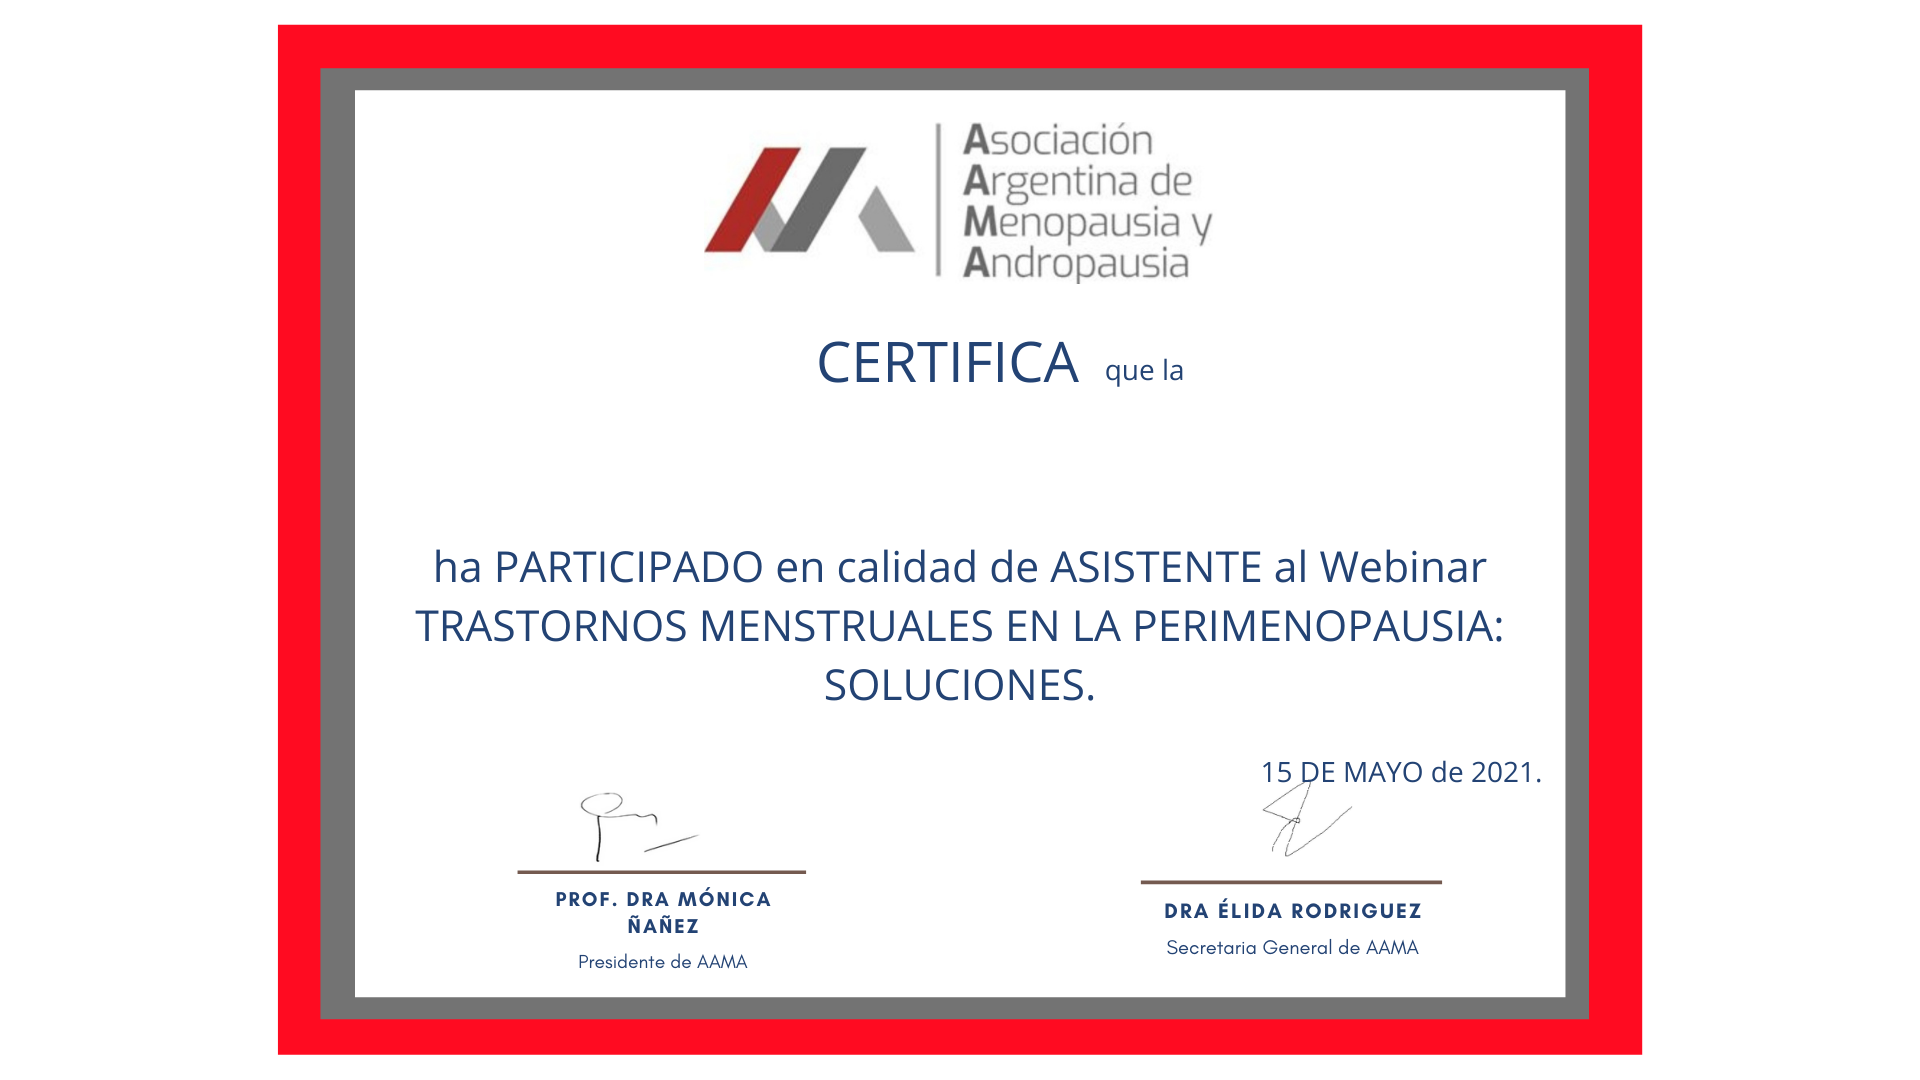 Asociación
Argentina de
Menopausia y
Andropausia
CERTIFICA que la
ha PARTICIPADO en calidad de ASISTENTE al Webinar
TRASTORNOS MENSTRUALES EN LA PERIMENOPAUSIA:
SOLUCIONES.
15 DE MAYO de 2021.
PROF. DRA MÓNICA
ÑAÑEZ
Presidente de AAMA
DRA ÉLIDA RODRIGUEZ
Secretaria General de AAMA